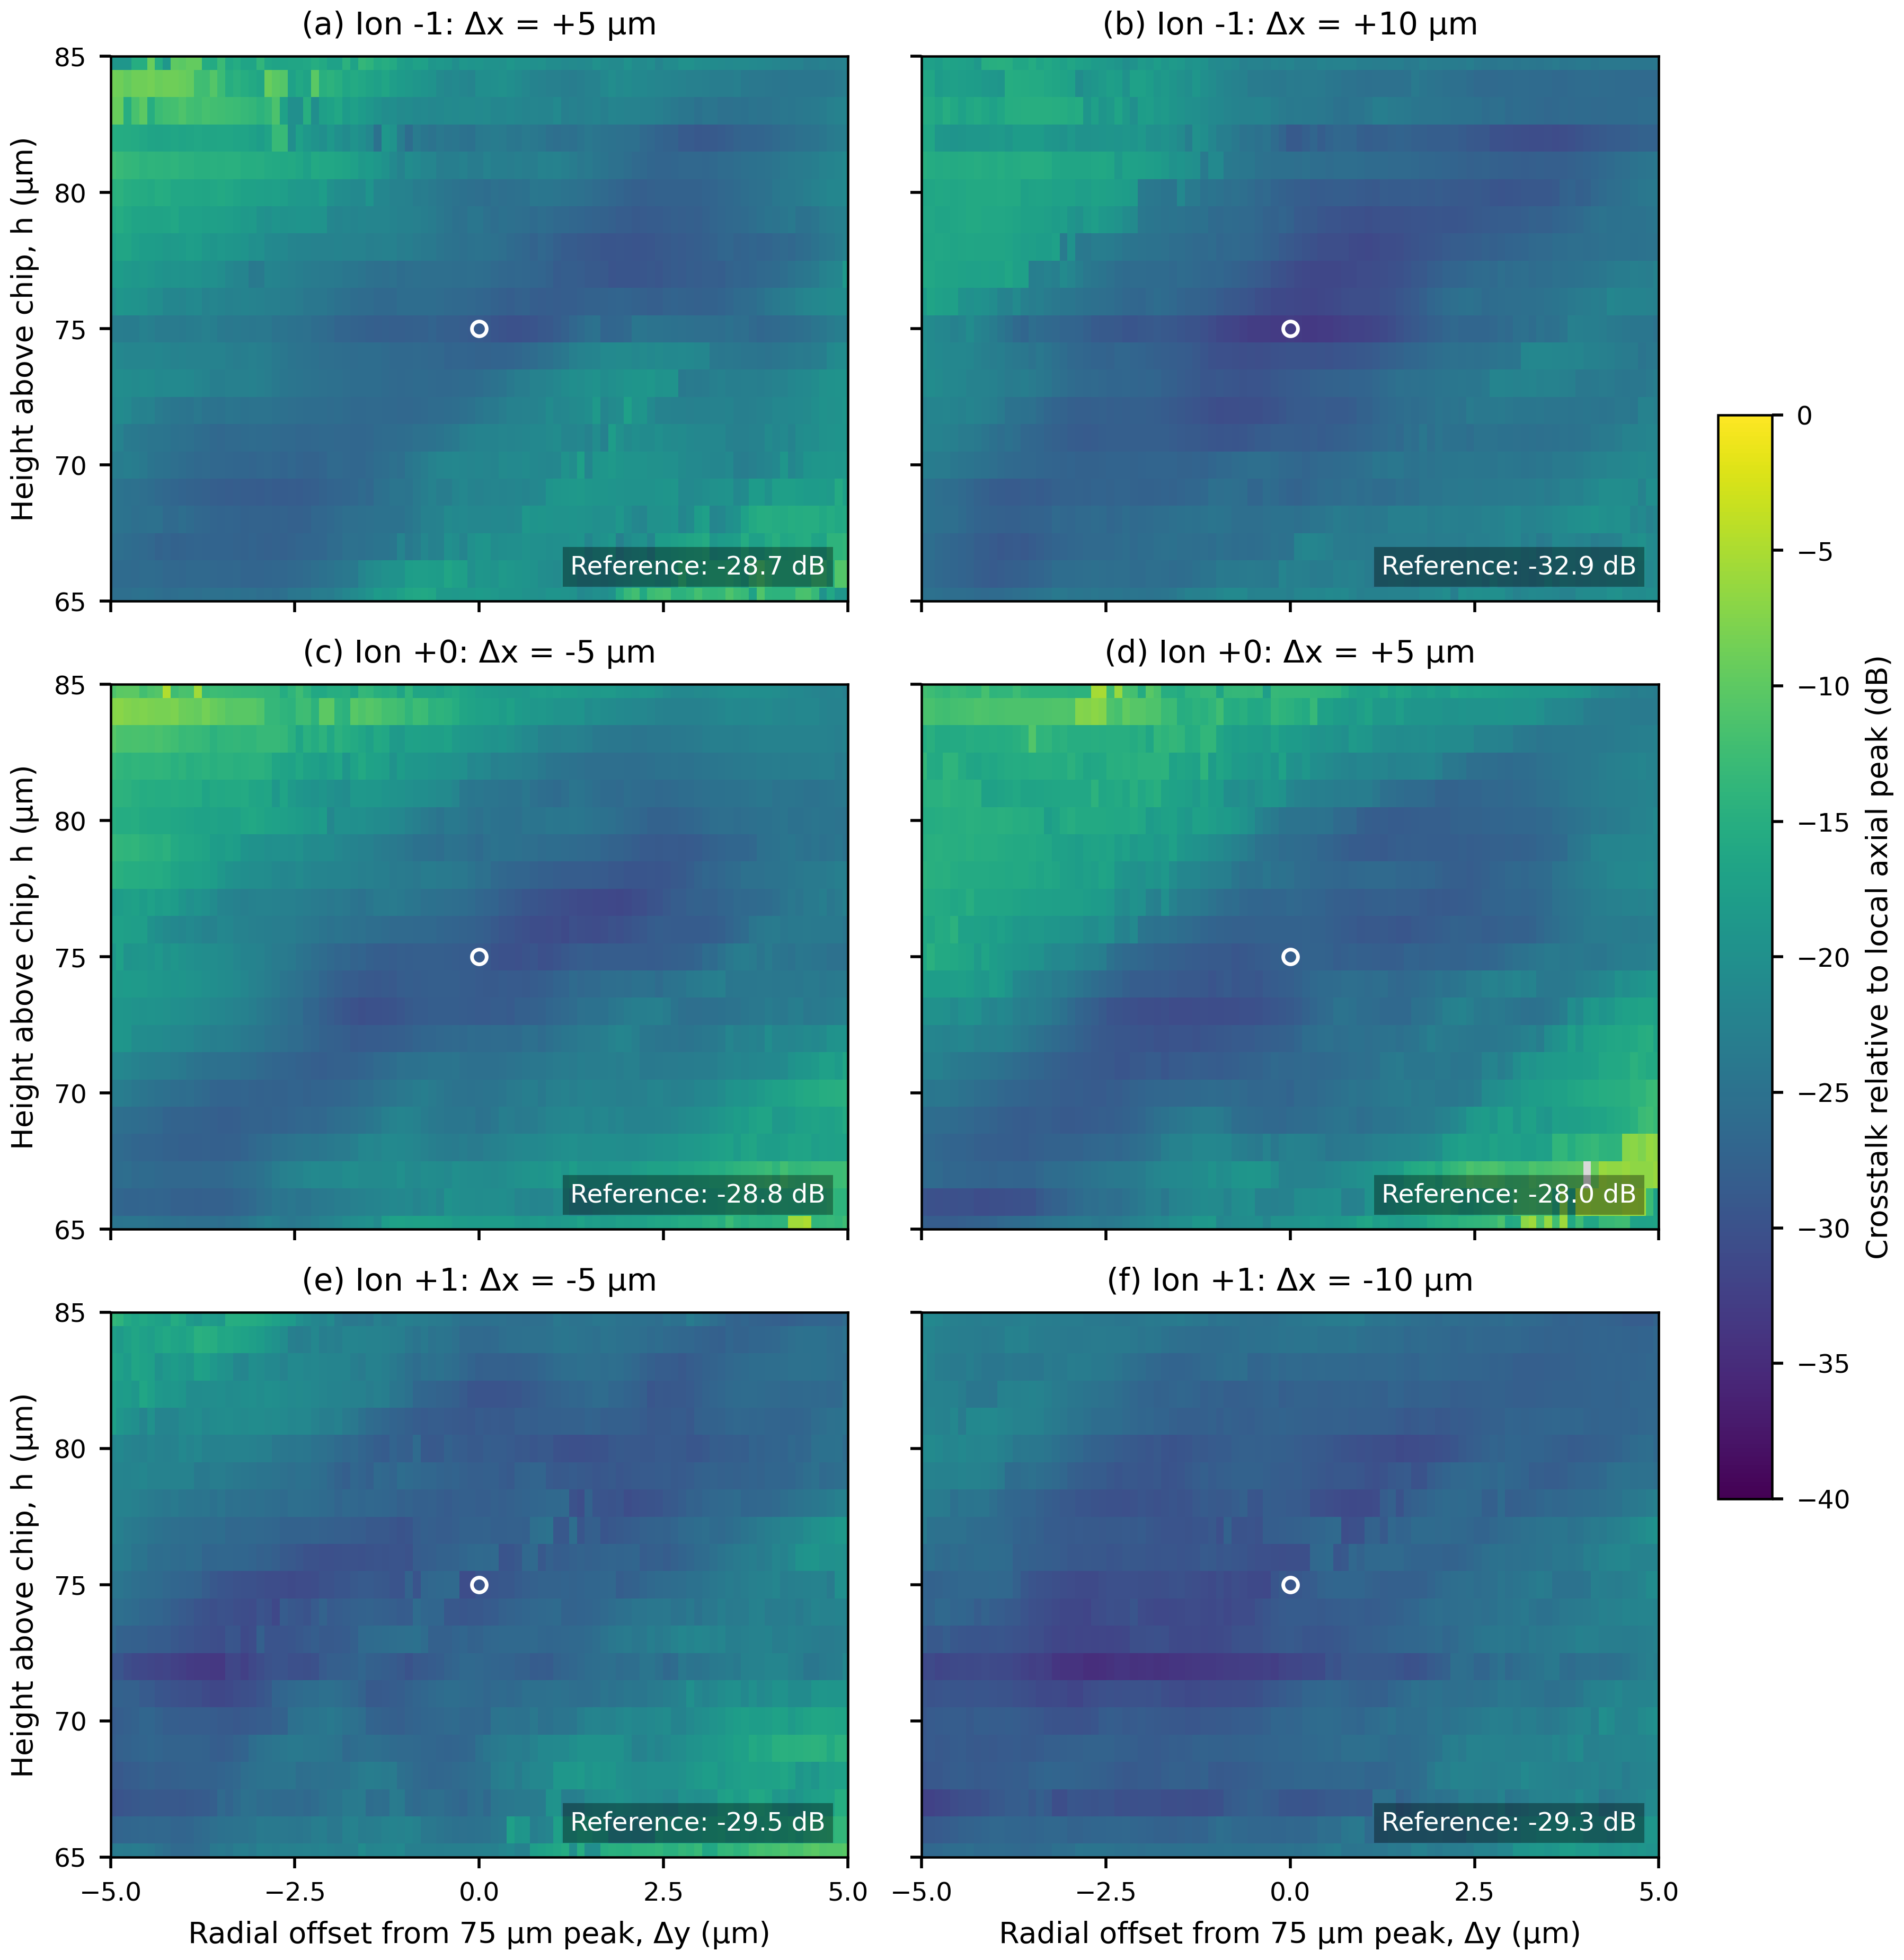 (a) Ion -1: Δx = +5 µm
(b) Ion -1: Δx = +10 µm
85
80
75
70
65
Height above chip, h (µm)
Reference: -28.7 dB
Reference: -32.9 dB
(c) Ion +0: Δx = -5 µm
(d) Ion +0: Δx = +5 µm
85
80
75
70
65
Height above chip, h (µm)
Reference: -28.8 dB
Reference: -28.0 dB
(e) Ion +1: Δx = -5 µm
(f) Ion +1: Δx = -10 µm
85
80
75
70
65
Height above chip, h (µm)
Reference: -29.5 dB
Reference: -29.3 dB
−5.0 −2.5 0.0 2.5 5.0
−5.0 −2.5 0.0 2.5 5.0
Radial offset from 75 µm peak, Δy (µm)
Radial offset from 75 µm peak, Δy (µm)
0
−5
−10
−15
−20
−25
−30
−35
−40
Crosstalk relative to local axial peak (dB)